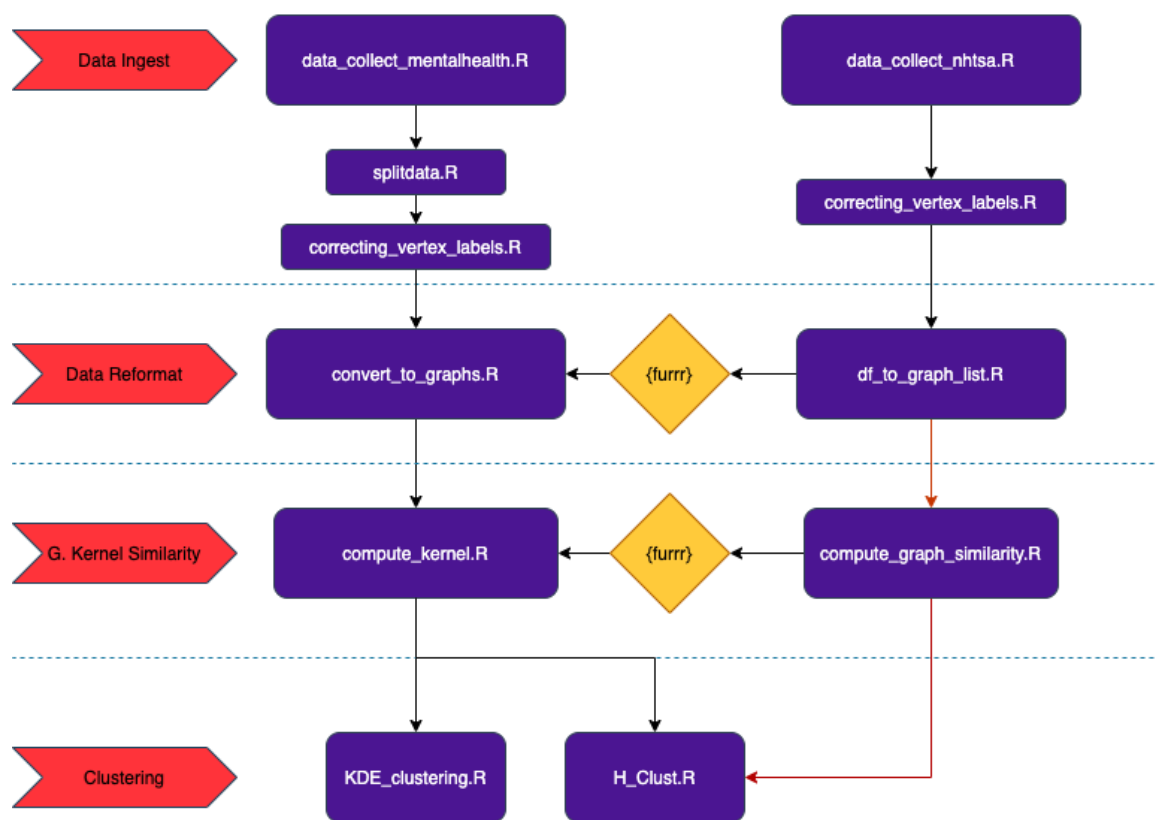 Data Ingest
data_collect_mentalhealth.R
data_collect_nhtsa.R
splitdata.R
correcting_vertex_labels.R
correcting_vertex_labels.R
Data Reformat
convert_to_graphs.R
{furrr}
df_to_graph_list.R
G. Kernel Similarity
compute_kernel.R
{furrr}
compute_graph_similarity.R
Clustering
KDE_clustering.R
H_Clust.R